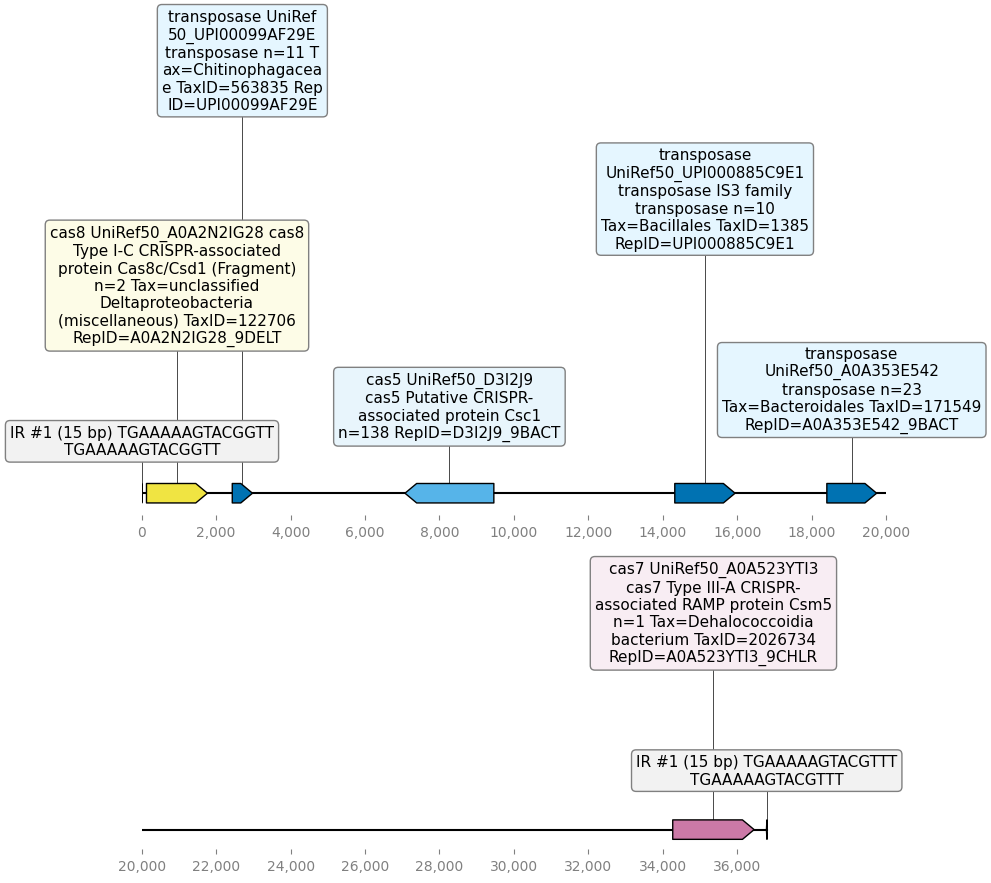 transposase UniRef
50_UPI00099AF29E
transposase n=11 T
ax=Chitinophagacea
e TaxID=563835 Rep
ID=UPI00099AF29E
transposase
UniRef50_UPI000885C9E1
transposase IS3 family
transposase n=10
Tax=Bacillales TaxID=1385
RepID=UPI000885C9E1
cas8 UniRef50_A0A2N2IG28 cas8
Type I-C CRISPR-associated
protein Cas8c/Csd1 (Fragment)
n=2 Tax=unclassified
Deltaproteobacteria
(miscellaneous) TaxID=122706
RepID=A0A2N2IG28_9DELT
transposase
UniRef50_A0A353E542
transposase n=23
Tax=Bacteroidales TaxID=171549
RepID=A0A353E542_9BACT
cas5 UniRef50_D3I2J9
cas5 Putative CRISPR-
associated protein Csc1
n=138 RepID=D3I2J9_9BACT
IR #1 (15 bp) TGAAAAAGTACGGTT
TGAAAAAGTACGGTT
0 2,000 4,000 6,000 8,000 10,000 12,000 14,000 16,000 18,000 20,000
cas7 UniRef50_A0A523YTI3
cas7 Type III-A CRISPR-
associated RAMP protein Csm5
n=1 Tax=Dehalococcoidia
bacterium TaxID=2026734
RepID=A0A523YTI3_9CHLR
IR #1 (15 bp) TGAAAAAGTACGTTT
TGAAAAAGTACGTTT
20,000 22,000 24,000 26,000 28,000 30,000 32,000 34,000 36,000